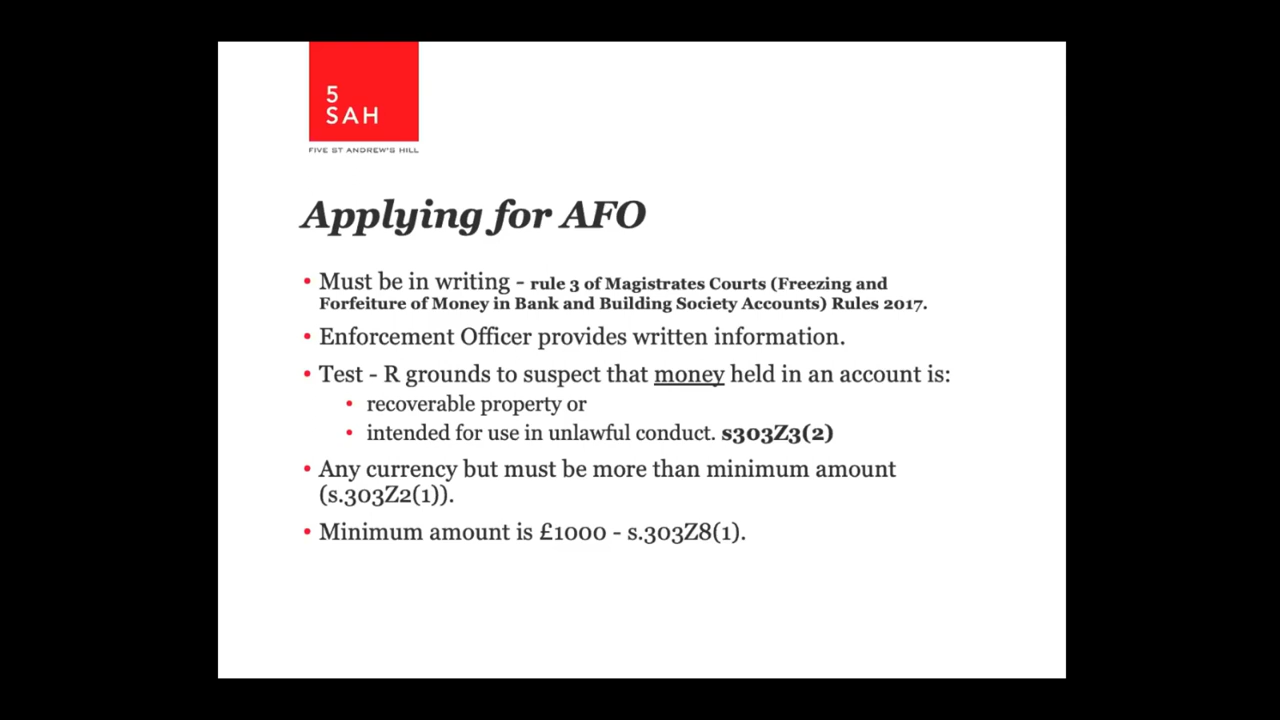 5
SAH
FIVE ST ANDREW'S HILL
Applying for AFO
• Must be in writing - rule 3 of Magistrates Courts (Freezing and
Forfeiture of Money in Bank and Building Society Accounts) Rules 2017.
• Enforcement Officer provides written information.
• Test - R grounds to suspect that money held in an account is:
• recoverable property or
• intended for use in unlawful conduct. s303Z3(2)
• Any currency but must be more than minimum amount
(s.303Z2(1)).
• Minimum amount is £1000 - s.303Z8(1).